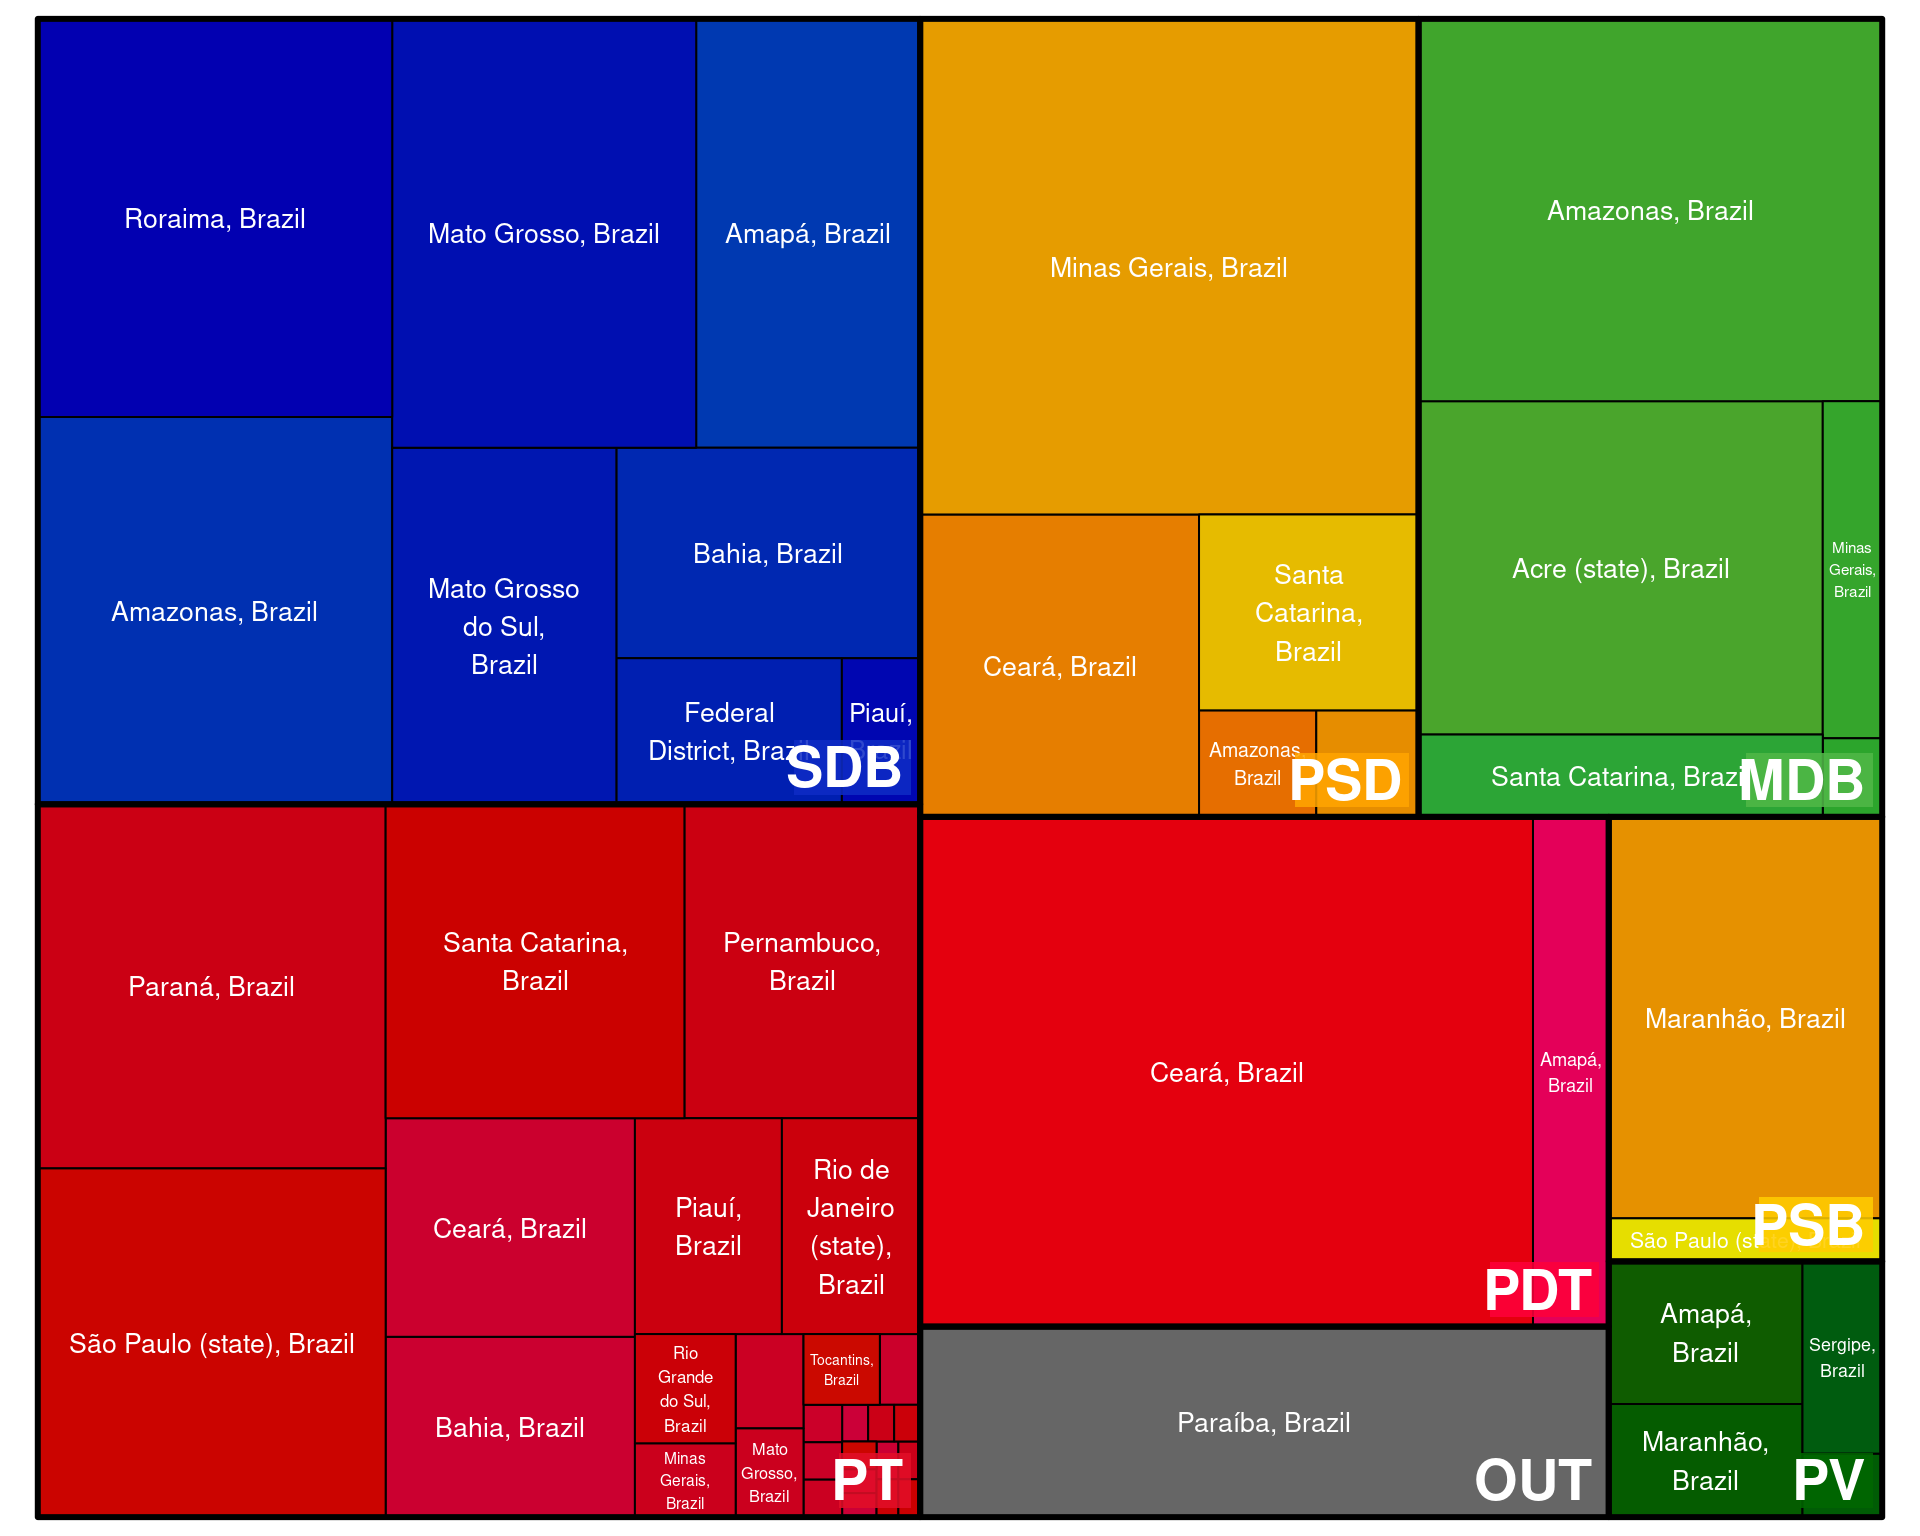 Roraima, Brazil
Mato Grosso, Brazil
Amapá, Brazil
Amazonas, Brazil
Mato Grosso
do Sul,
Brazil
Bahia, Brazil
Federal
District, Brazil
Piauí,
Brazil
SDB
Minas Gerais, Brazil
Ceará, Brazil
Santa
Catarina,
Brazil
Amazonas,
Brazil
PSD
Amazonas, Brazil
Acre (state), Brazil
Minas
Gerais,
Brazil
Santa Catarina, Brazil
MDB
Paraná, Brazil
Santa Catarina,
Brazil
Pernambuco,
Brazil
São Paulo (state), Brazil
Ceará, Brazil
Piauí,
Brazil
Rio de
Janeiro
(state),
Brazil
Bahia, Brazil
Rio
Grande
do Sul,
Brazil
Minas
Gerais,
Brazil
Mato
Grosso,
Brazil
Tocantins,
Brazil
PT
Ceará, Brazil
Amapá,
Brazil
PDT
Maranhão, Brazil
São Paulo (state),
PSB
Paraíba, Brazil
OUT
Amapá,
Brazil
Sergipe,
Brazil
Maranhão,
Brazil
PV